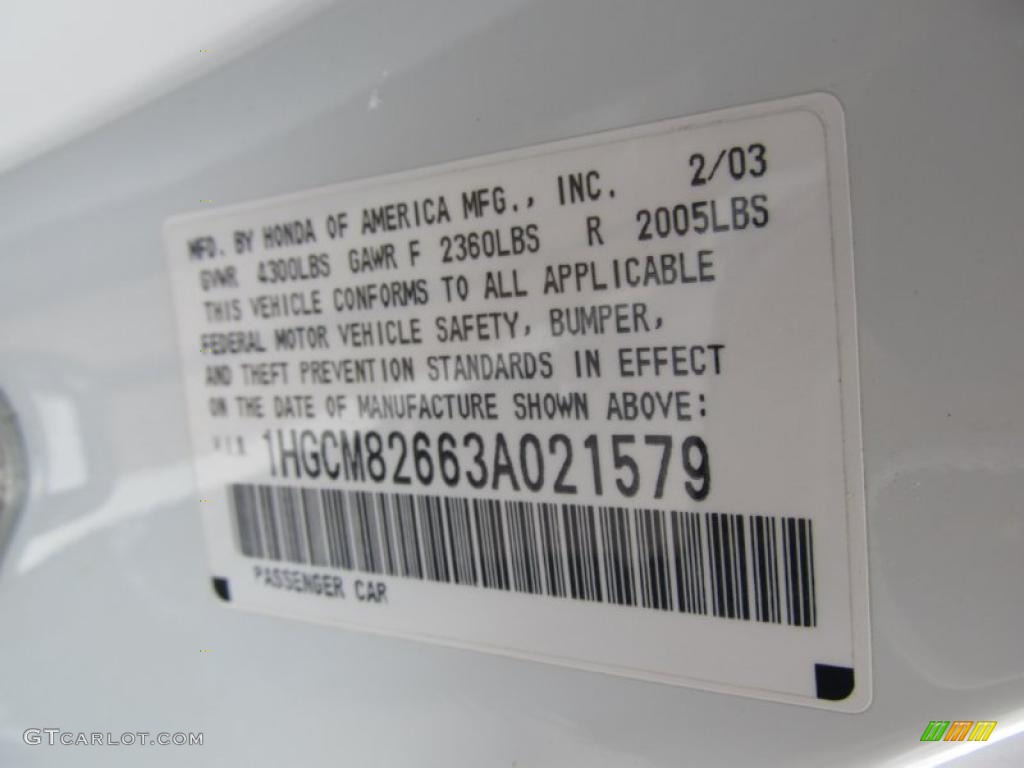 MFD. BY HONDA OF AMERICA MFG., INC. 2/03
GVWR 4300LBS GAWR F 2360LBS R 2005LBS
THIS VEHICLE CONFORMS TO ALL APPLICABLE
FEDERAL MOTOR VEHICLE SAFETY, BUMPER,
AND THEFT PREVENTION STANDARDS IN EFFECT
ON THE DATE OF MANUFACTURE SHOWN ABOVE:
VIN 1HGCM82663A021579
PASSENGER CAR
GTCARLOT.COM